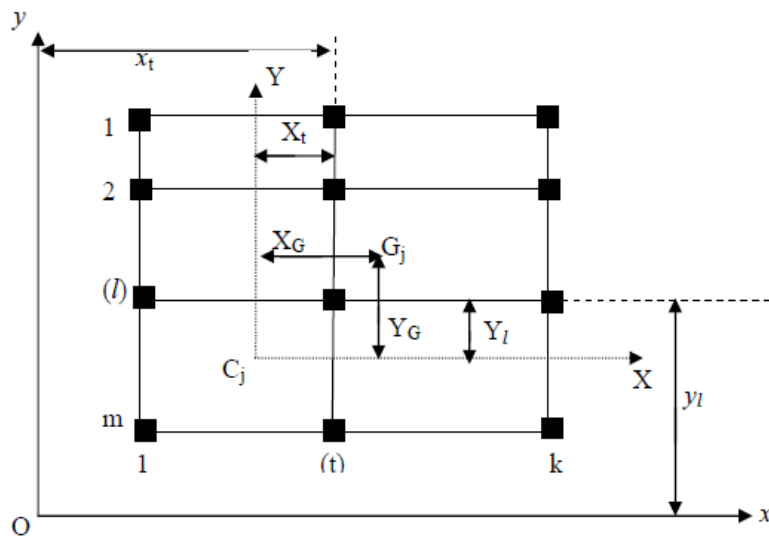 y
x_t
Y
1
X_t
2
X_G G_j
(l)
Y_G Y_l
C_j X
y_l
m
1 (t) k
O x